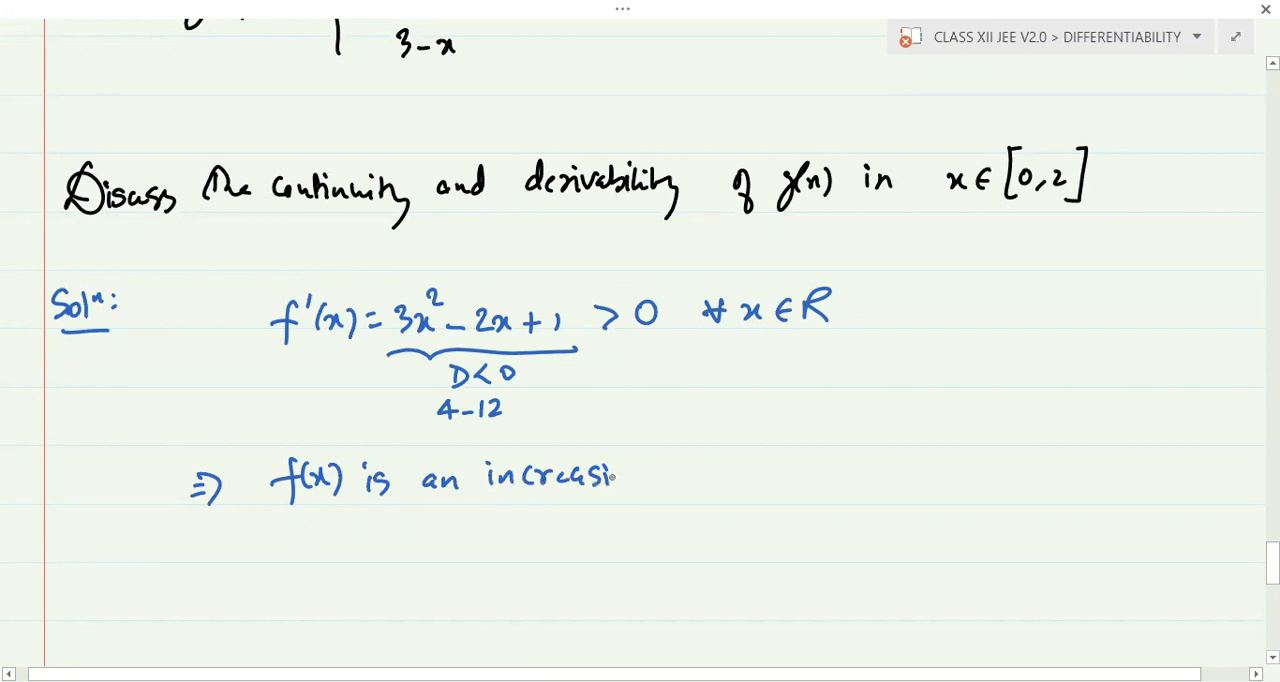 CLASS XII JEE V2.0 > DIFFERENTIABILITY
3-x
Discuss the continuity and derivability of g(x) in x∈[0,2]
Solⁿ: f'(x) = 3x² - 2x + 1 > 0 ∀ x ∈ R
D < 0
4-12
⇒ f(x) is an increasi